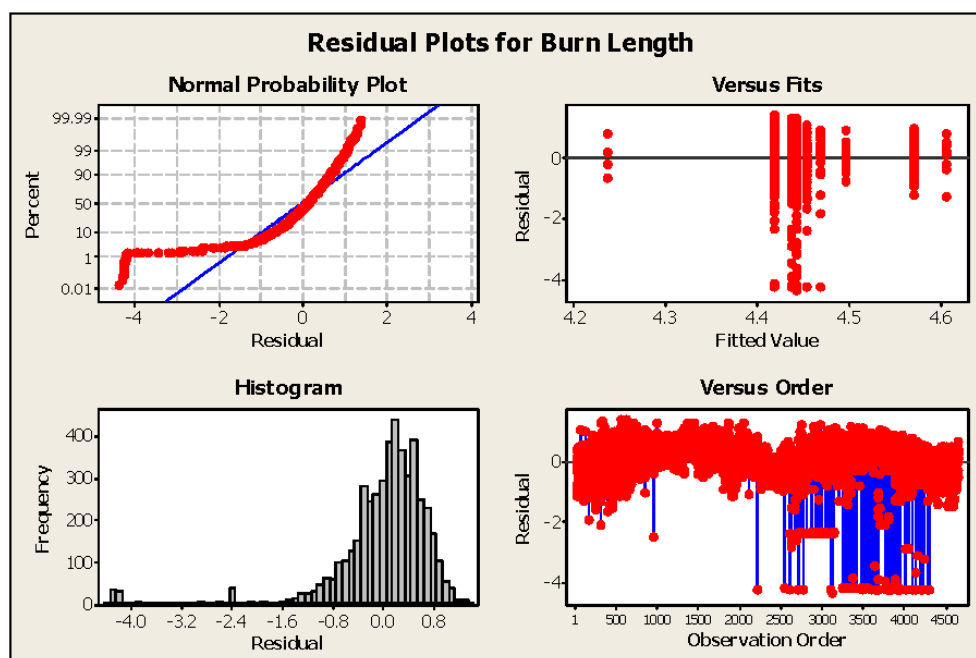 Residual Plots for Burn Length
Normal Probability Plot
99.99
99
90
50
10
1
0.01
Percent
-4 -2 0 2 4
Residual
Versus Fits
0
-2
-4
Residual
4.2 4.3 4.4 4.5 4.6
Fitted Value
Histogram
400
300
200
100
0
Frequency
-4.0 -3.2 -2.4 -1.6 -0.8 0.0 0.8
Residual
Versus Order
0
-2
-4
Residual
1 500 1000 1500 2000 2500 3000 3500 4000 4500
Observation Order